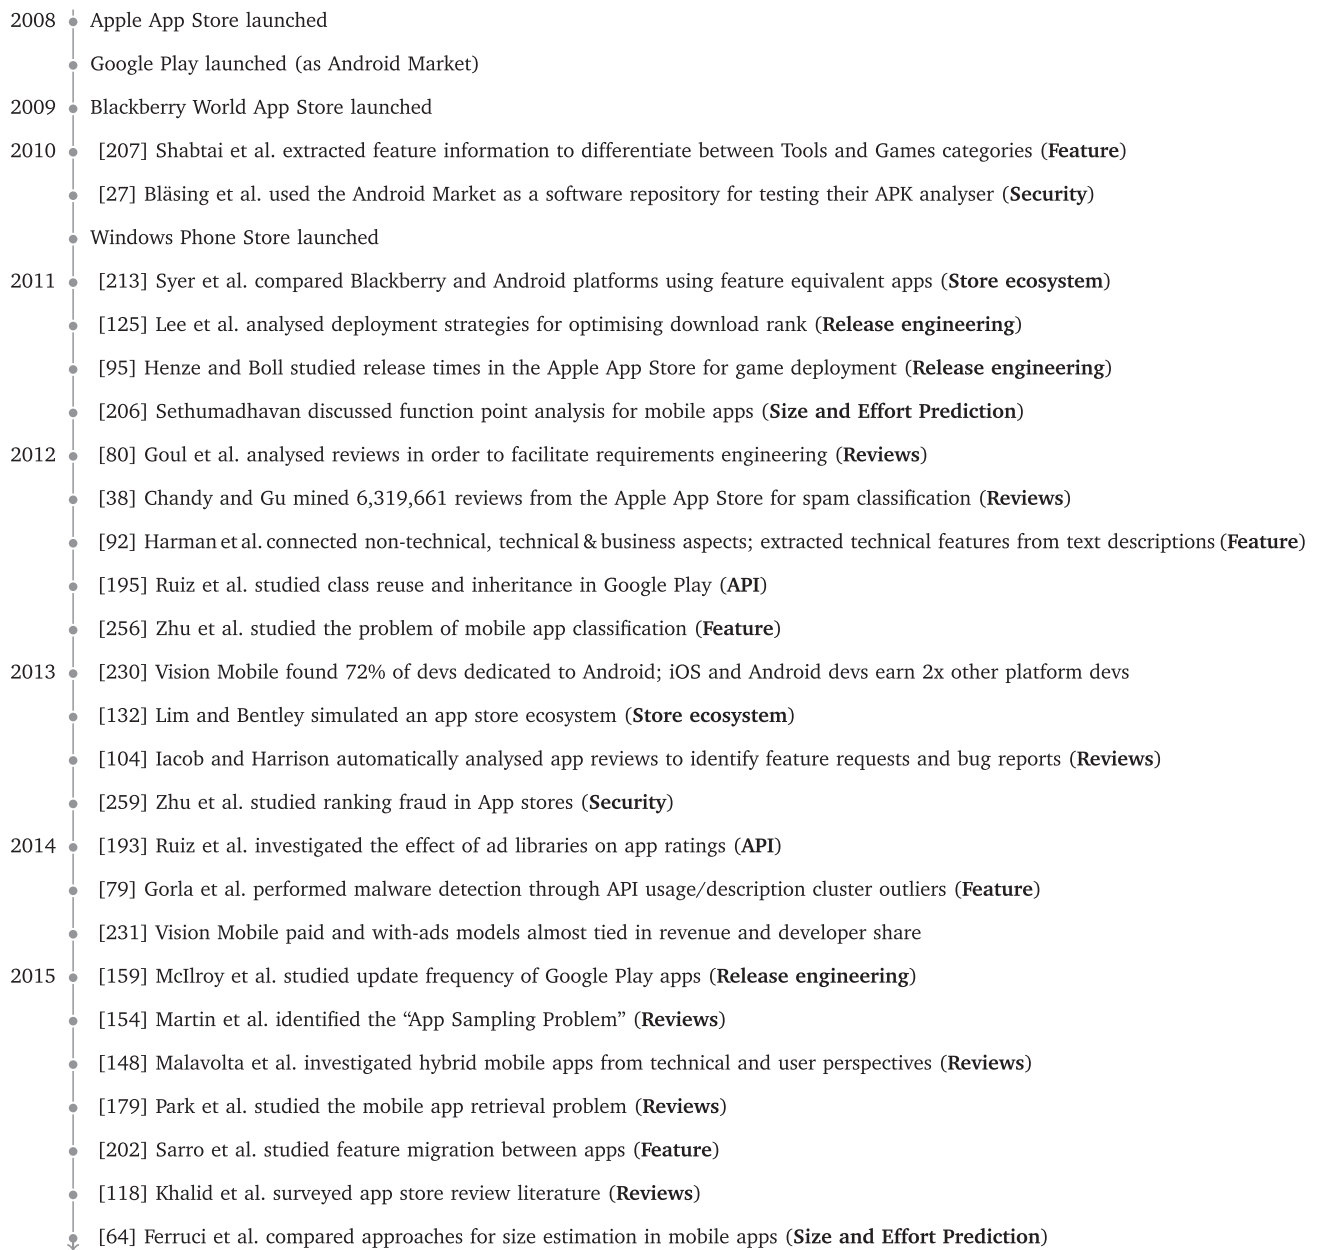 2008 Apple App Store launched
Google Play launched (as Android Market)
2009 Blackberry World App Store launched
2010 [207] Shabtai et al. extracted feature information to differentiate between Tools and Games categories (Feature)
[27] Bläsing et al. used the Android Market as a software repository for testing their APK analyser (Security)
Windows Phone Store launched
2011 [213] Syer et al. compared Blackberry and Android platforms using feature equivalent apps (Store ecosystem)
[125] Lee et al. analysed deployment strategies for optimising download rank (Release engineering)
[95] Henze and Boll studied release times in the Apple App Store for game deployment (Release engineering)
[206] Sethumadhavan discussed function point analysis for mobile apps (Size and Effort Prediction)
2012 [80] Goul et al. analysed reviews in order to facilitate requirements engineering (Reviews)
[38] Chandy and Gu mined 6,319,661 reviews from the Apple App Store for spam classification (Reviews)
[92] Harman et al. connected non-technical, technical & business aspects; extracted technical features from text descriptions (Feature)
[195] Ruiz et al. studied class reuse and inheritance in Google Play (API)
[256] Zhu et al. studied the problem of mobile app classification (Feature)
2013 [230] Vision Mobile found 72% of devs dedicated to Android; iOS and Android devs earn 2x other platform devs
[132] Lim and Bentley simulated an app store ecosystem (Store ecosystem)
[104] Iacob and Harrison automatically analysed app reviews to identify feature requests and bug reports (Reviews)
[259] Zhu et al. studied ranking fraud in App stores (Security)
2014 [193] Ruiz et al. investigated the effect of ad libraries on app ratings (API)
[79] Gorla et al. performed malware detection through API usage/description cluster outliers (Feature)
[231] Vision Mobile paid and with-ads models almost tied in revenue and developer share
2015 [159] McIlroy et al. studied update frequency of Google Play apps (Release engineering)
[154] Martin et al. identified the “App Sampling Problem” (Reviews)
[148] Malavolta et al. investigated hybrid mobile apps from technical and user perspectives (Reviews)
[179] Park et al. studied the mobile app retrieval problem (Reviews)
[202] Sarro et al. studied feature migration between apps (Feature)
[118] Khalid et al. surveyed app store review literature (Reviews)
[64] Ferruci et al. compared approaches for size estimation in mobile apps (Size and Effort Prediction)